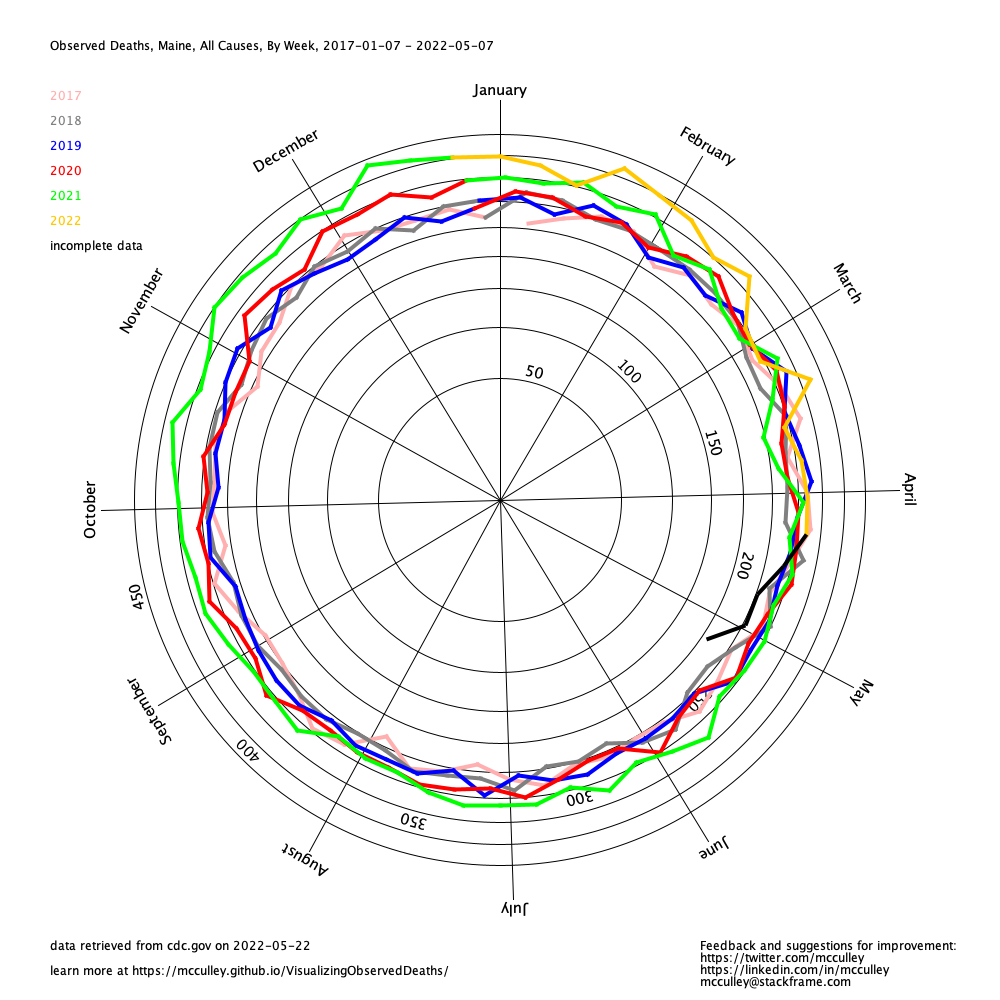 Observed Deaths, Maine, All Causes, By Week, 2017-01-07 - 2022-05-07
2017
2018
2019
2020
2021
2022
incomplete data
January
February
March
April
May
June
July
August
September
October
November
December
50
100
150
200
250
300
350
400
450
data retrieved from cdc.gov on 2022-05-22
learn more at https://mcculley.github.io/VisualizingObservedDeaths/
Feedback and suggestions for improvement:
https://twitter.com/mcculley
https://linkedin.com/in/mcculley
mcculley@stackframe.com